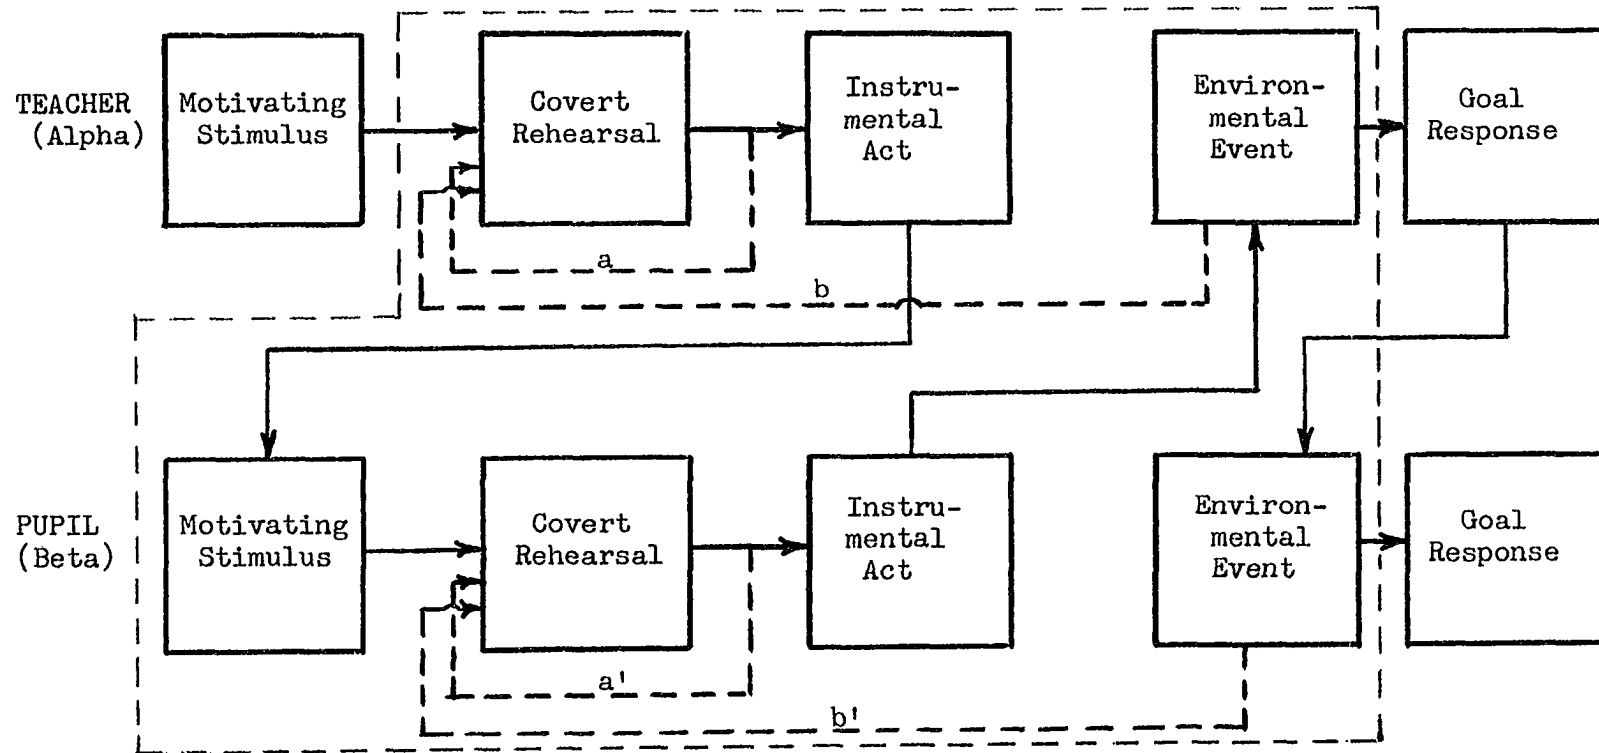 TEACHER
(Alpha)
Motivating
Stimulus
Covert
Rehearsal
Instru-
mental
Act
Environ-
mental
Event
Goal
Response
a
b
PUPIL
(Beta)
Motivating
Stimulus
Covert
Rehearsal
Instru-
mental
Act
Environ-
mental
Event
Goal
Response
a'
b'